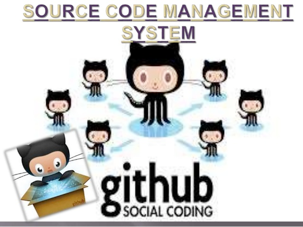 SOURCE CODE MANAGEMENT
SYSTEM
github
SOCIAL CODING